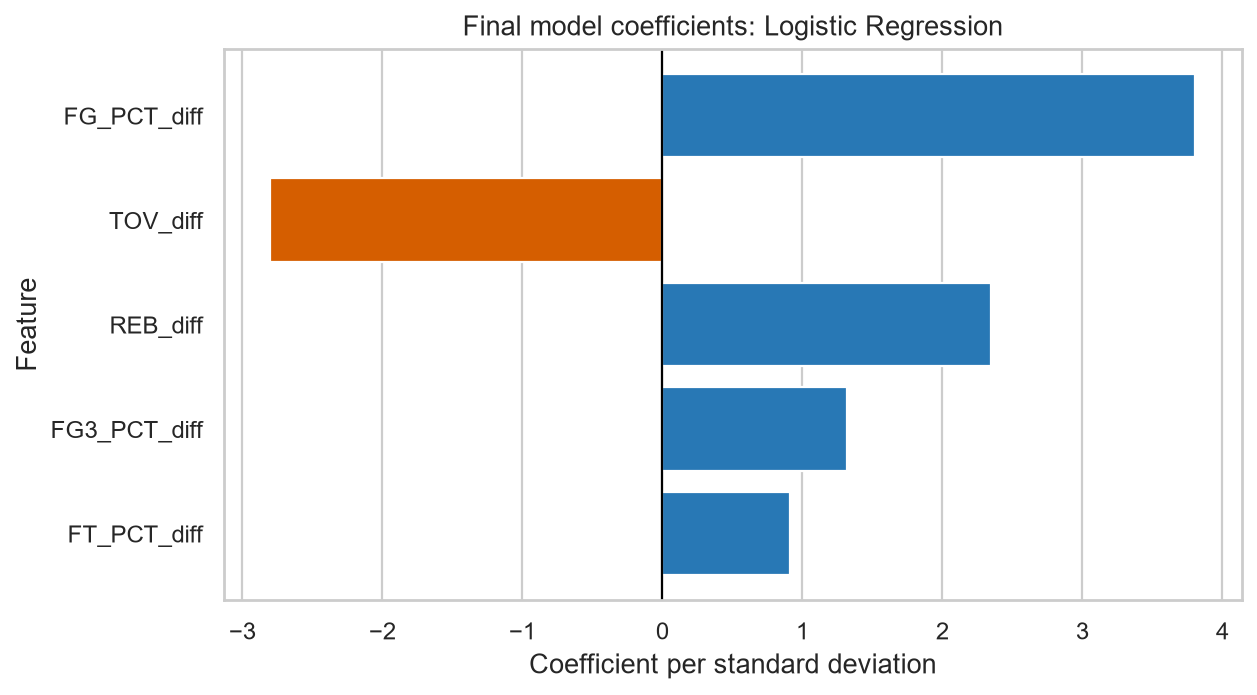 Final model coefficients: Logistic Regression
FG_PCT_diff
TOV_diff
REB_diff
FG3_PCT_diff
FT_PCT_diff
Feature
−3 −2 −1 0 1 2 3 4
Coefficient per standard deviation